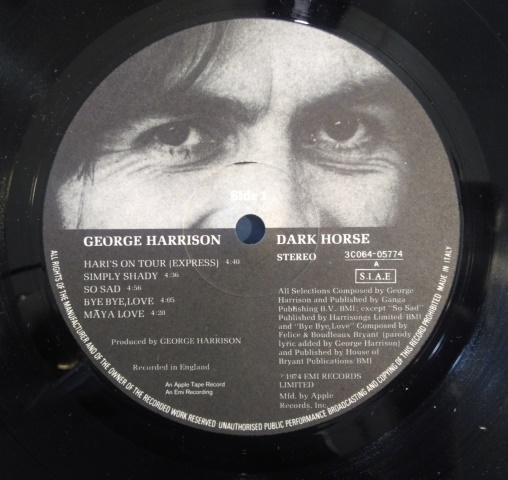 Side 1
GEORGE HARRISON
DARK HORSE
HARI'S ON TOUR (EXPRESS) 4:40
SIMPLY SHADY 4:36
SO SAD 4:56
BYE BYE, LOVE 4:05
MĀYA LOVE 4:20
Produced by GEORGE HARRISON
Recorded in England
An Apple Tape Record
An Emi Recording
STEREO
3C064-05774
A
S.I.A.E
All Selections Composed by George
Harrison and Published by Ganga
Publishing B.V. /BMI; except "So Sad"
Published by Harrisongs Limited/BMI
and "Bye Bye, Love" Composed by
Felice & Boudleaux Bryant (parody
lyric added by George Harrison)
and Published by House of
Bryant Publications/BMI
℗1974 EMI RECORDS
LIMITED
Mfd. by Apple
Records, Inc.
ALL RIGHTS OF THE MANUFACTURER AND OF THE OWNER OF THE RECORDED WORK RESERVED UNAUTHORISED PUBLIC PERFORMANCE BROADCASTING AND COPYING OF THIS RECORD PROHIBITED MADE IN ITALY